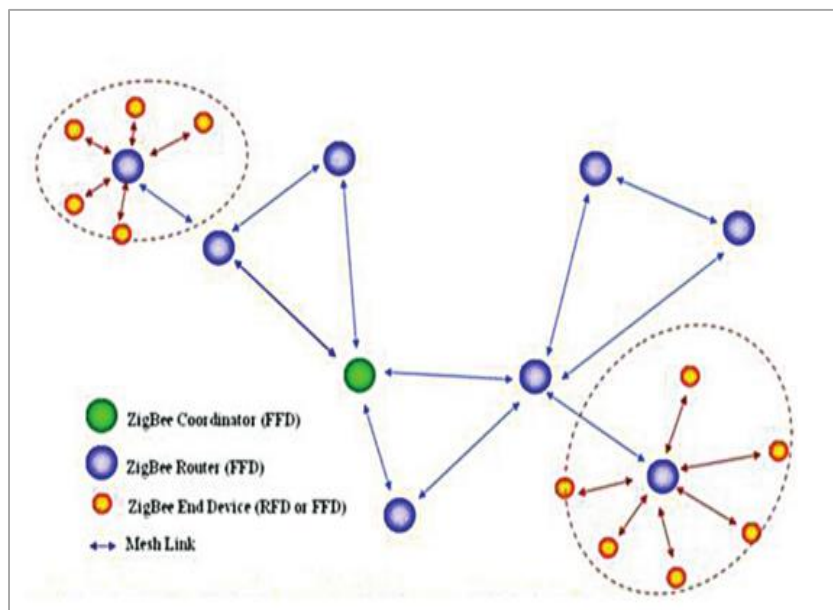 ZigBee Coordinator (FFD)
ZigBee Router (FFD)
ZigBee End Device (RFD or FFD)
Mesh Link